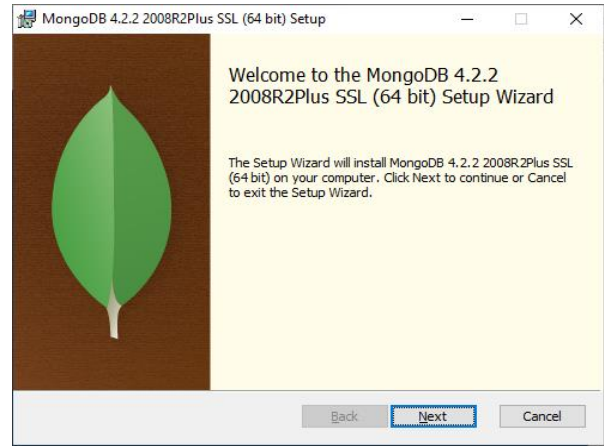 MongoDB 4.2.2 2008R2Plus SSL (64 bit) Setup
Welcome to the MongoDB 4.2.2
2008R2Plus SSL (64 bit) Setup Wizard
The Setup Wizard will install MongoDB 4.2.2 2008R2Plus SSL
(64 bit) on your computer. Click Next to continue or Cancel
to exit the Setup Wizard.
Back Next Cancel